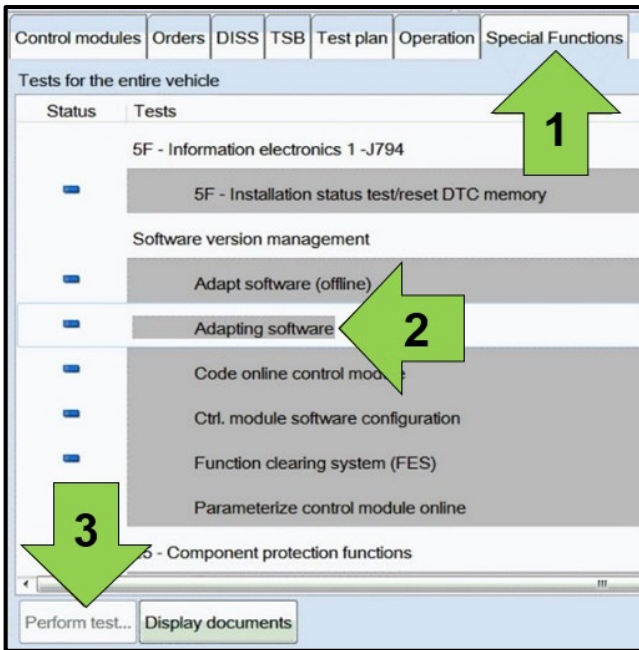 Control modules Orders DISS TSB Test plan Operation Special Functions
Tests for the entire vehicle
Status Tests
1
5F - Information electronics 1 -J794
5F - Installation status test/reset DTC memory
Software version management
Adapt software (offline)
Adapting software
2
Code online control
Ctrl. module software configuration
Function clearing system (FES)
Parameterize control module online
3
5 - Component protection functions
Perform test... Display documents